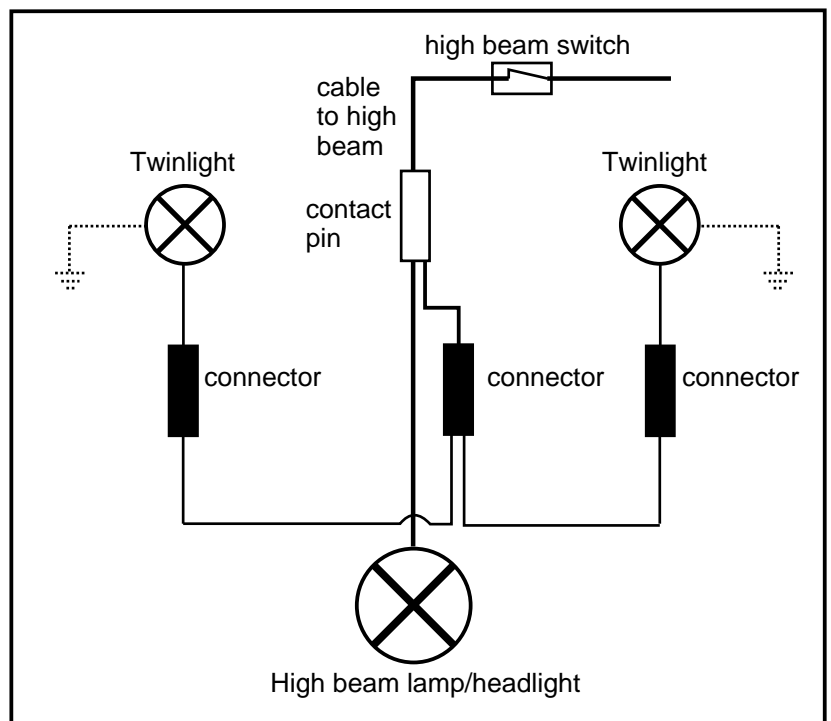 high beam switch
cable
to high
beam
Twinlight
Twinlight
contact
pin
connector
connector
connector
High beam lamp/headlight